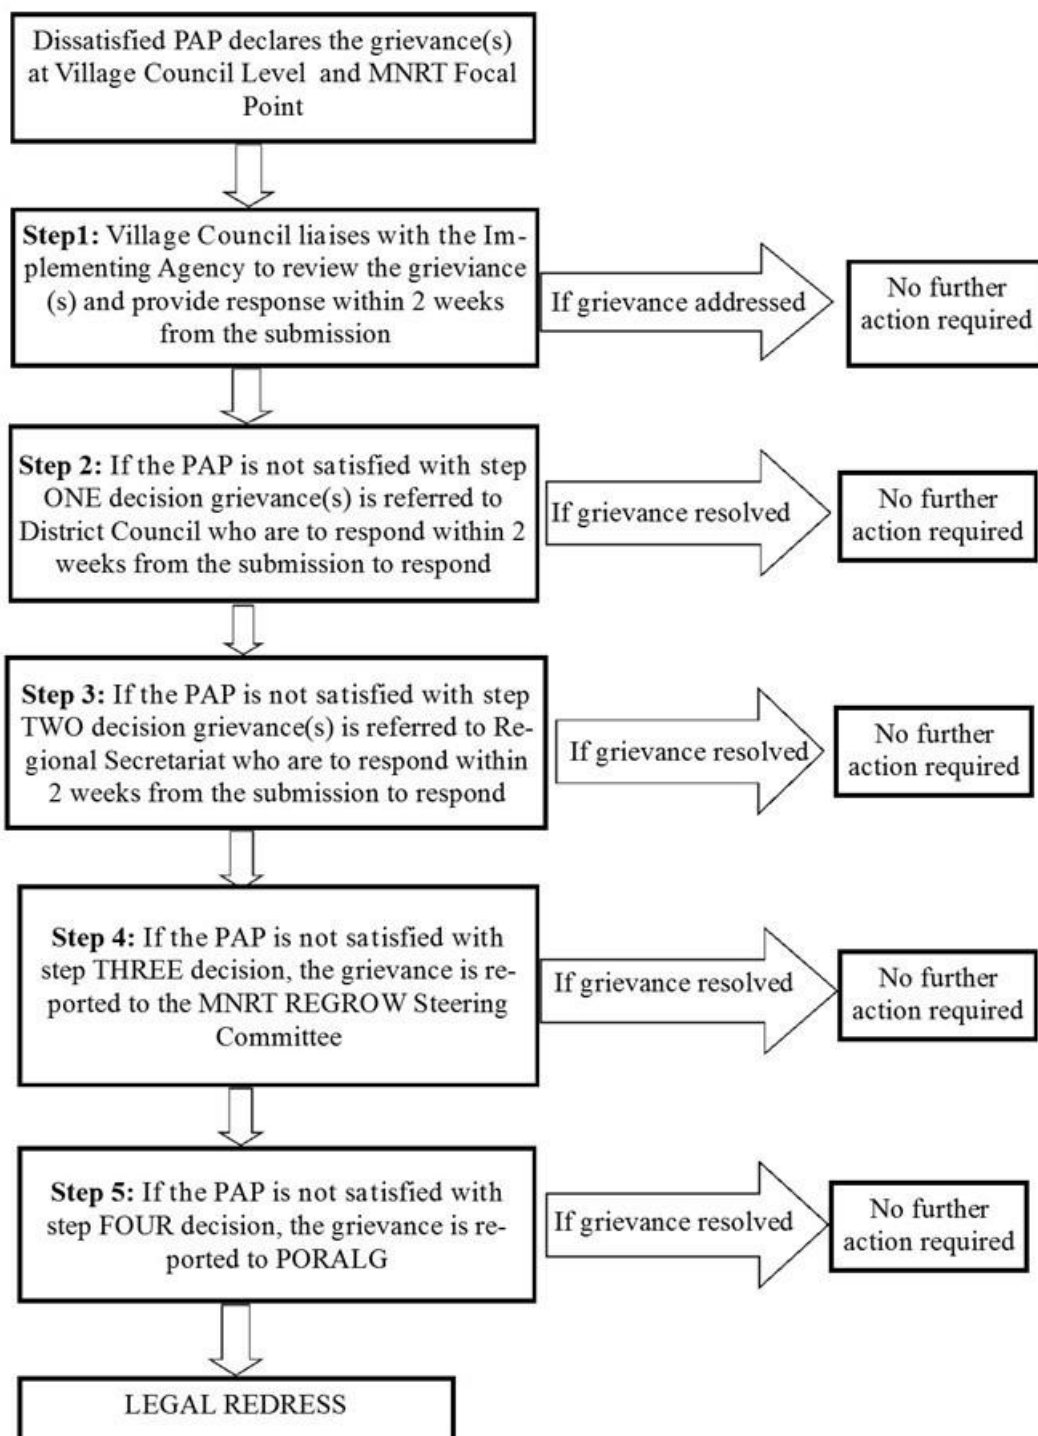 Dissatisfied PAP declares the grievance(s)
at Village Council Level and MNRT Focal
Point
Step1: Village Council liaises with the Im-
plementing Agency to review the grieviance
(s) and provide response within 2 weeks
from the submission
If grievance addressed
No further
action required
Step 2: If the PAP is not satisfied with step
ONE decision grievance(s) is referred to
District Council who are to respond within 2
weeks from the submission to respond
If grievance resolved
No further
action required
Step 3: If the PAP is not satisfied with step
TWO decision grievance(s) is referred to Re-
gional Secretariat who are to respond within
2 weeks from the submission to respond
If grievance resolved
No further
action required
Step 4: If the PAP is not satisfied with
step THREE decision, the grievance is re-
ported to the MNRT REGROW Steering
Committee
If grievance resolved
No further
action required
Step 5: If the PAP is not satisfied with
step FOUR decision, the grievance is re-
ported to PORALG
If grievance resolved
No further
action required
LEGAL REDRESS